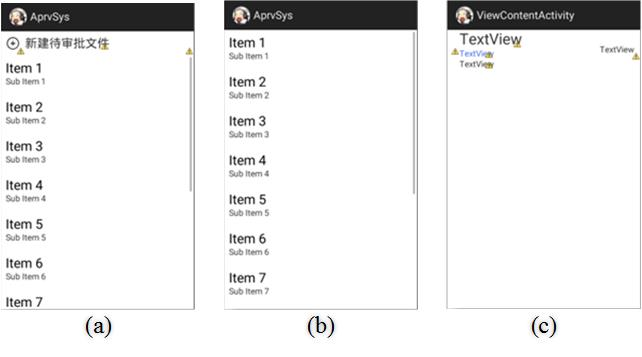 AprvSys
新建待审批文件
Item 1
Sub Item 1
Item 2
Sub Item 2
Item 3
Sub Item 3
Item 4
Sub Item 4
Item 5
Sub Item 5
Item 6
Sub Item 6
Item 7
(a)
AprvSys
Item 1
Sub Item 1
Item 2
Sub Item 2
Item 3
Sub Item 3
Item 4
Sub Item 4
Item 5
Sub Item 5
Item 6
Sub Item 6
Item 7
Sub Item 7
(b)
ViewContentActivity
TextView
TextView
TextView
TextView
(c)